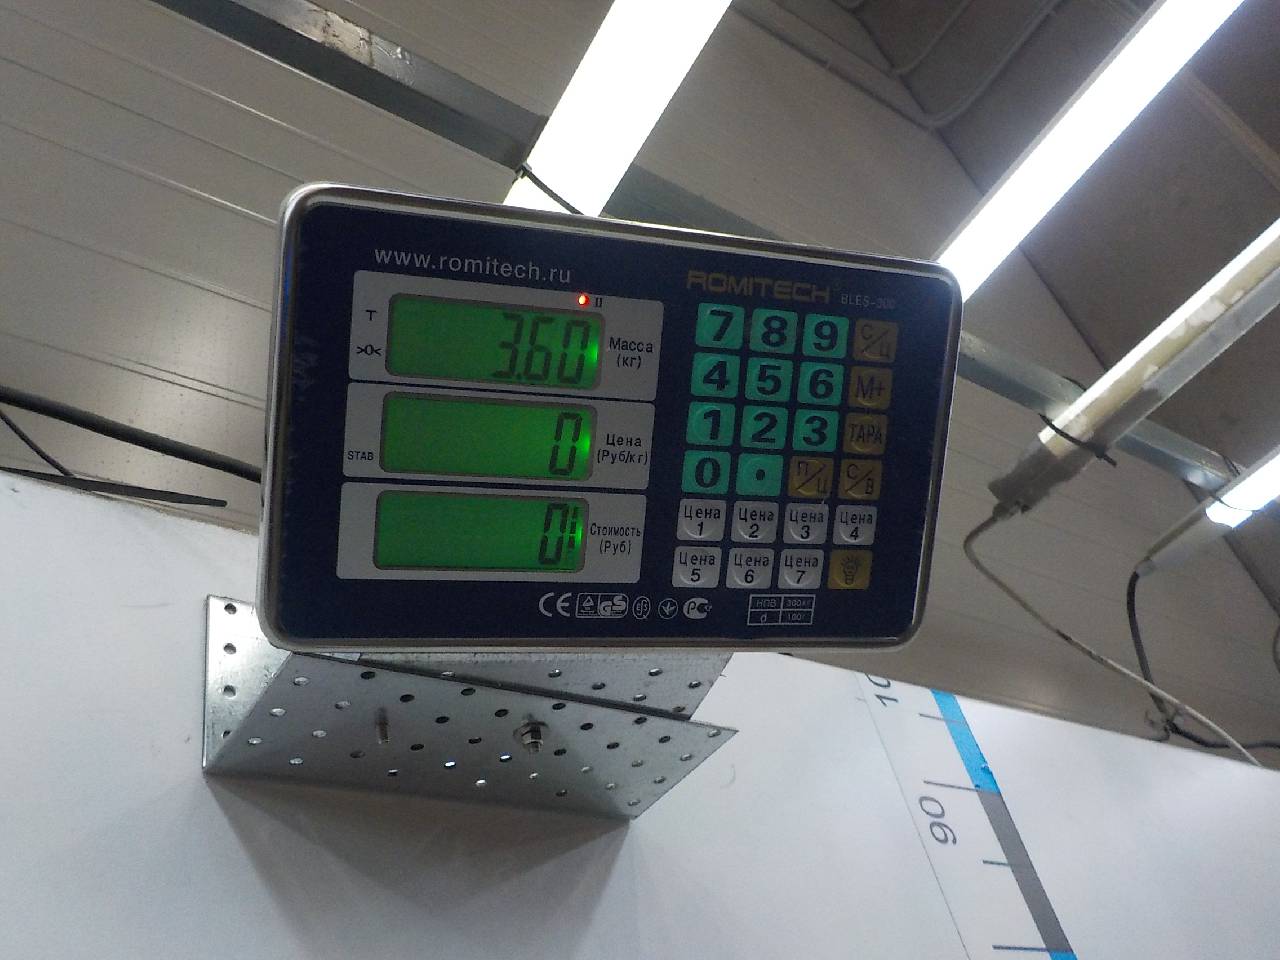 www.romitech.ru
ROMITECH
BLES-300
T
>0<
3.60
Масса
(кг)
STAB
0
Цена
(Руб/кг)
0
Стоимость
(Руб)
7 8 9 С/Ц
4 5 6 M+
1 2 3 ТАРА
0 . П/Ц С/В
Цена 1 Цена 2 Цена 3 Цена 4
Цена 5 Цена 6 Цена 7
CE GS
НПВ 300кг
d 100г
90